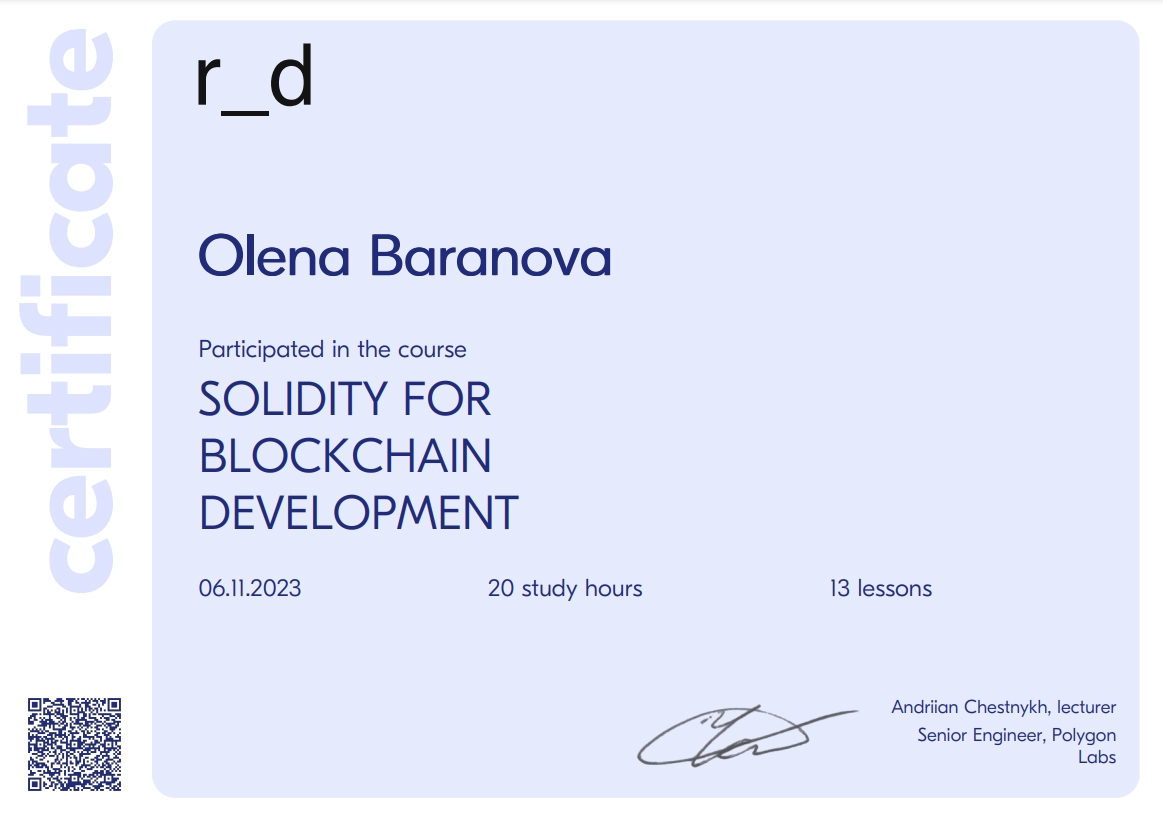 certificate
r_d
Olena Baranova
Participated in the course
SOLIDITY FOR
BLOCKCHAIN
DEVELOPMENT
06.11.2023 20 study hours 13 lessons
Andriian Chestnykh, lecturer
Senior Engineer, Polygon
Labs